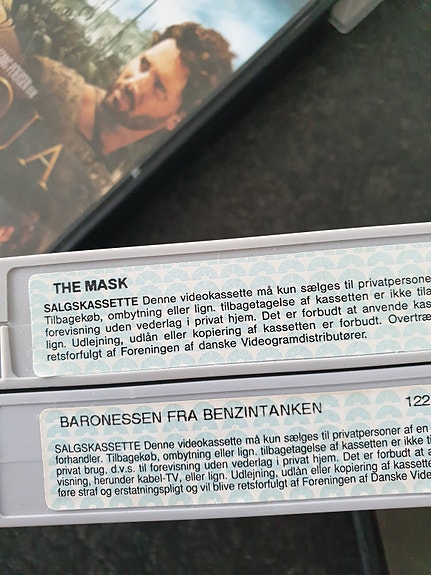 UA
THE MASK
SALGSKASSETTE Denne videokassette må kun sælges til privatpersone
Tilbagekøb, ombytning eller lign. tilbagetagelse af kassetten er ikke tila
forevisning uden vederlag i privat hjem. Det er forbudt at anvende kas
lign. Udlejning, udlån eller kopiering af kassetten er forbudt. Overtræ
retsforfulgt af Foreningen af danske Videogramdistributører.
BARONESSEN FRA BENZINTANKEN 122
SALGSKASSETTE Denne videokassette må kun sælges til privatpersoner af en
forhandler. Tilbagekøb, ombytning eller lign. tilbagetagelse af kassetten er ikke ti
privat brug, d.v.s. til forevisning uden vederlag i privat hjem. Det er forbudt at a
visning, herunder kabel-TV, eller lign. Udlejning, udlån eller kopiering af kassette
føre straf og erstatningspligt og vil blive retsforfulgt af Foreningen af Danske Vide